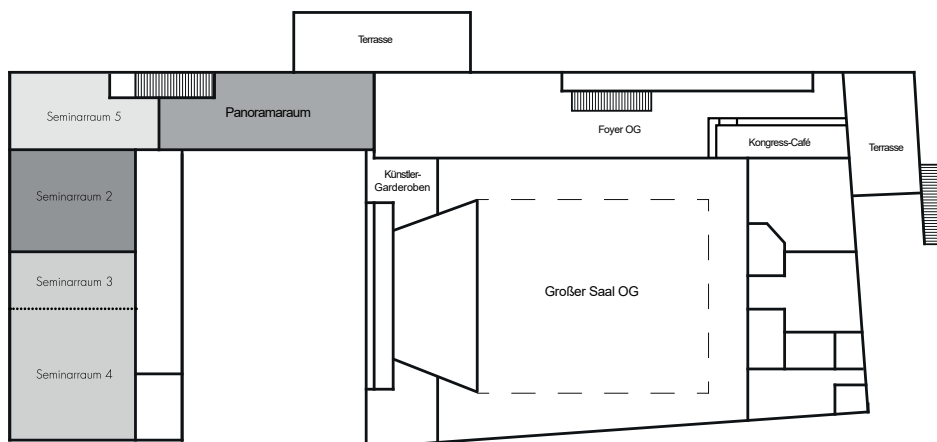 Terrasse
Seminarraum 5
Panoramaraum
Foyer OG
Kongress-Café
Terrasse
Künstler-
Garderoben
Seminarraum 2
Seminarraum 3
Großer Saal OG
Seminarraum 4